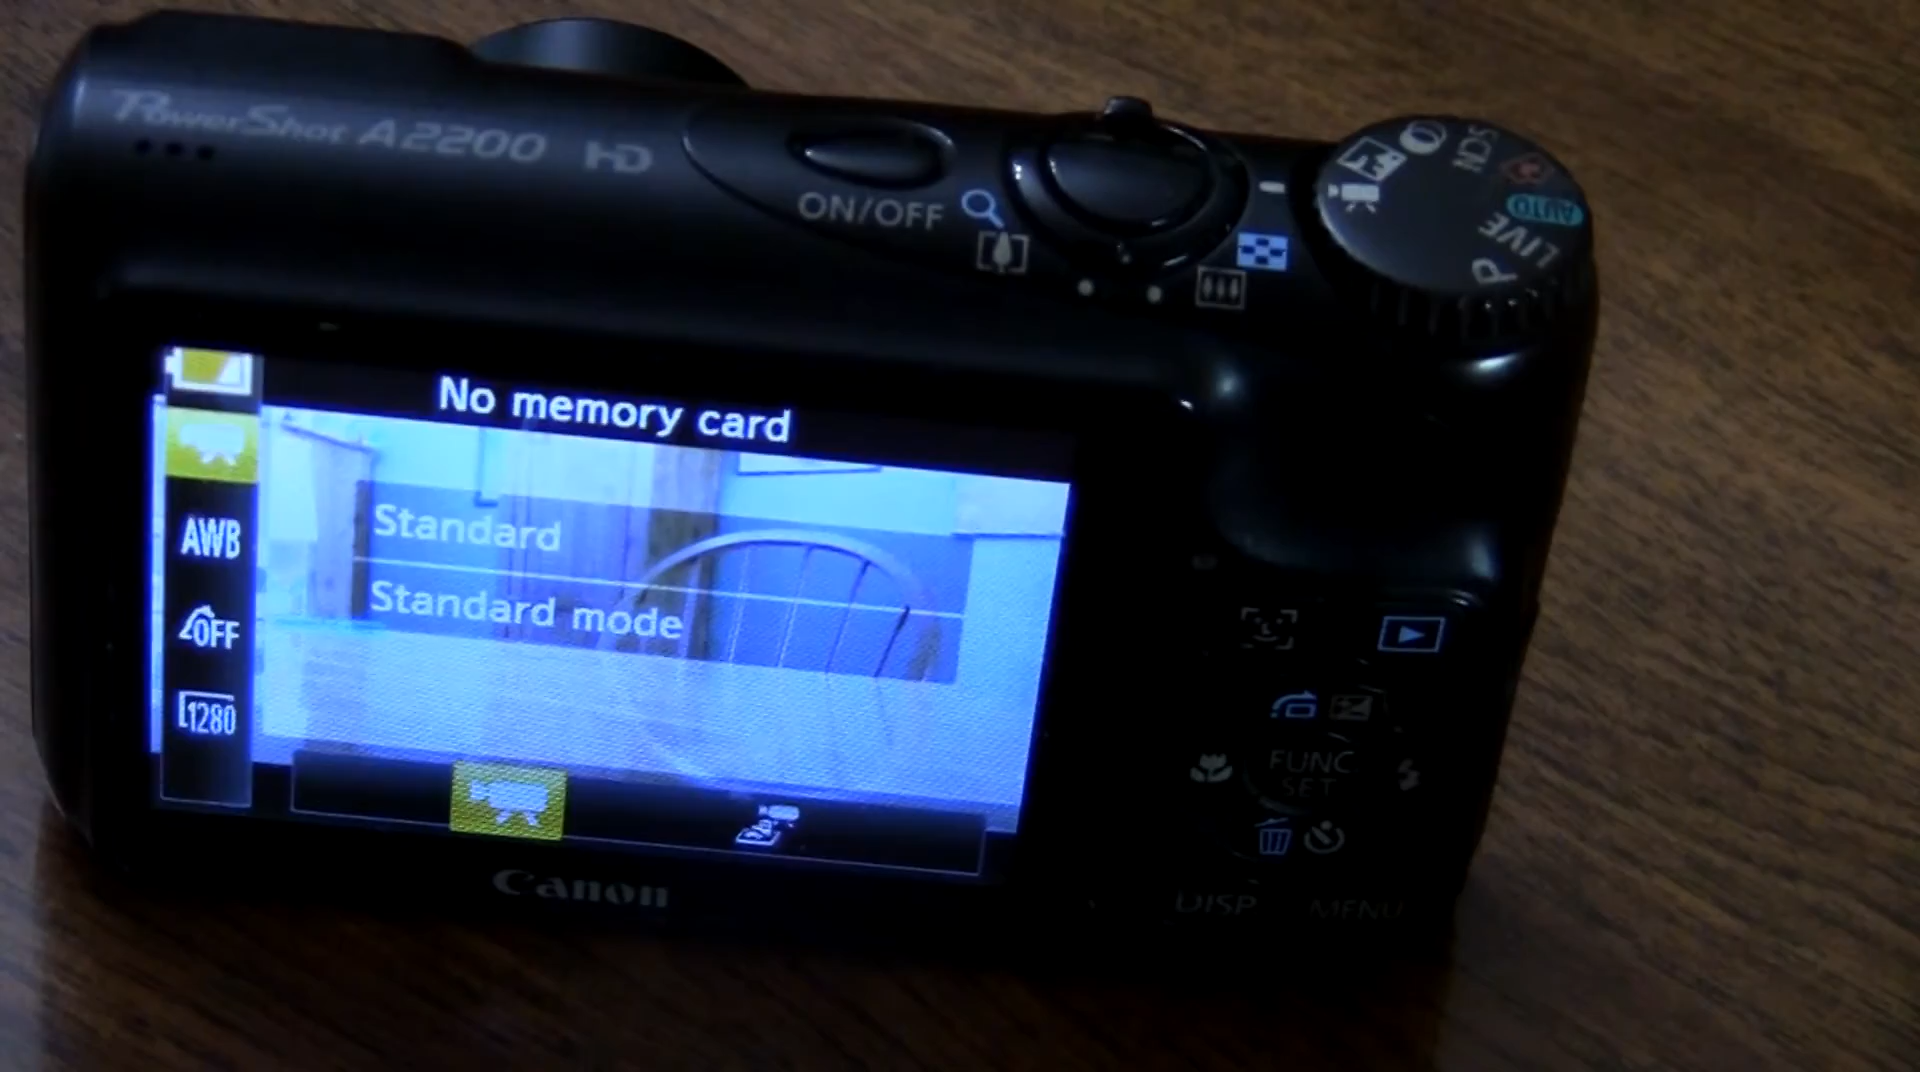 PowerShot A2200 HD
ON/OFF
SCN
AUTO
LIVE
P
No memory card
Standard
AWB
Standard mode
OFF
1280
FUNC
SET
Canon
DISP MENU